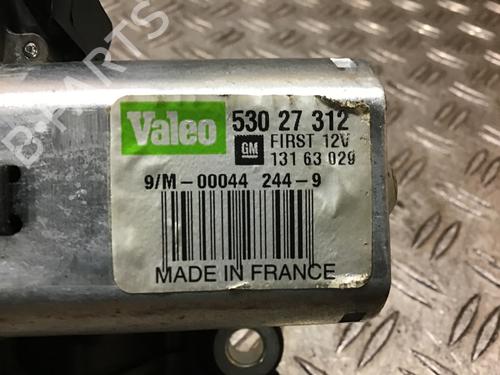 Valeo 530 27 312
GM FIRST 12V
131 63 029
9/M-00044 244-9
MADE IN FRANCE
B-PARTS